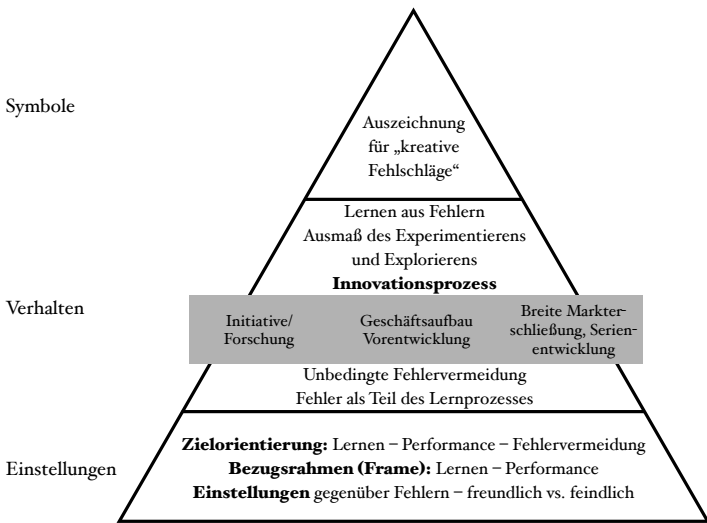 Symbole
Auszeichnung
für „kreative
Fehlschläge“
Lernen aus Fehlern
Ausmaß des Experimentierens
und Explorierens
Innovationsprozess
Verhalten
Initiative/
Forschung
Geschäftsaufbau
Vorentwicklung
Breite Markter-
schließung, Serien-
entwicklung
Unbedingte Fehlervermeidung
Fehler als Teil des Lernprozesses
Einstellungen
Zielorientierung: Lernen – Performance – Fehlervermeidung
Bezugsrahmen (Frame): Lernen – Performance
Einstellungen gegenüber Fehlern – freundlich vs. feindlich